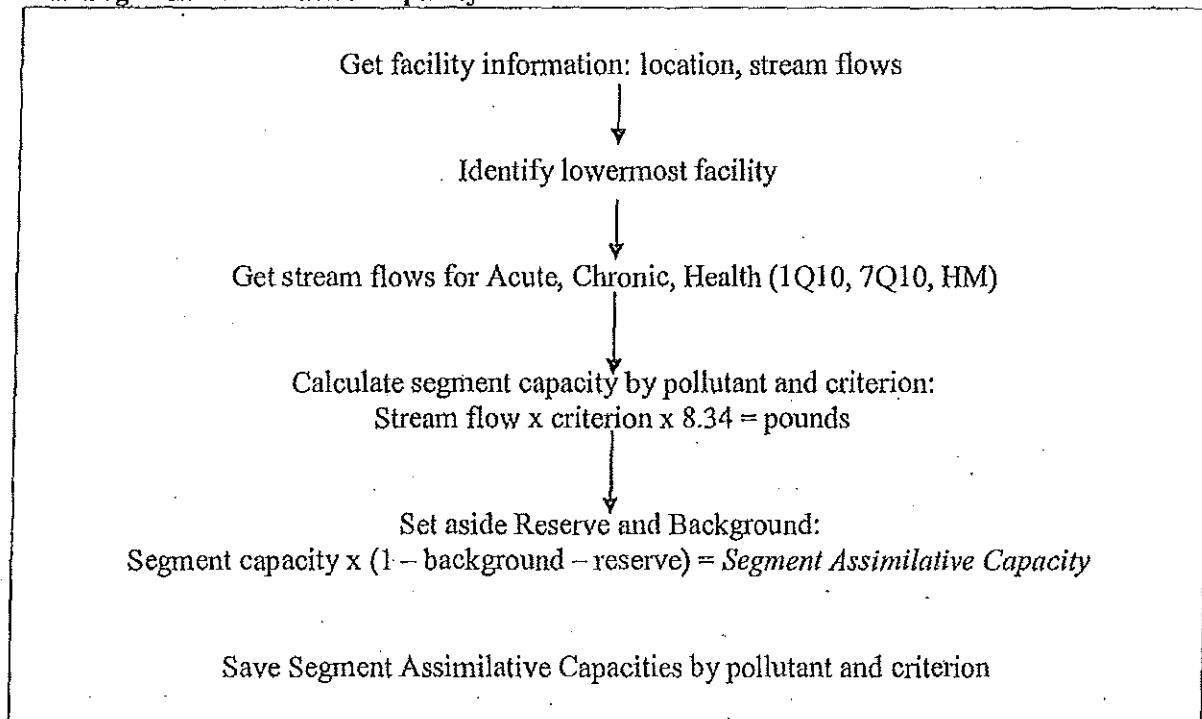 Get facility information: location, stream flows
Identify lowermost facility
Get stream flows for Acute, Chronic, Health (1Q10, 7Q10, HM)
Calculate segment capacity by pollutant and criterion:
Stream flow x criterion x 8.34 = pounds
Set aside Reserve and Background:
Segment capacity x (1 – background – reserve) = Segment Assimilative Capacity
Save Segment Assimilative Capacities by pollutant and criterion